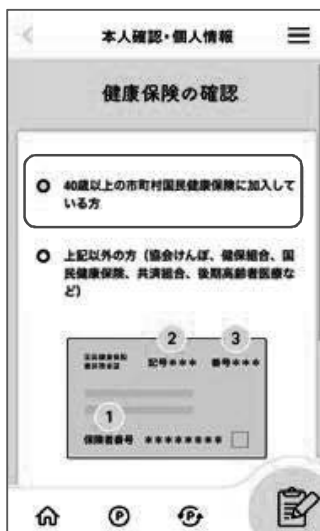 本人確認・個人情報
健康保険の確認
40歳以上の市町村国民健康保険に加入して
いる方
上記以外の方（協会けんぽ、健保組合、国
民健康保険、共済組合、後期高齢者医療な
ど）
2 3
記号＊＊＊ 番号＊＊＊
1
保険者番号 ＊＊＊＊＊＊＊＊
P P